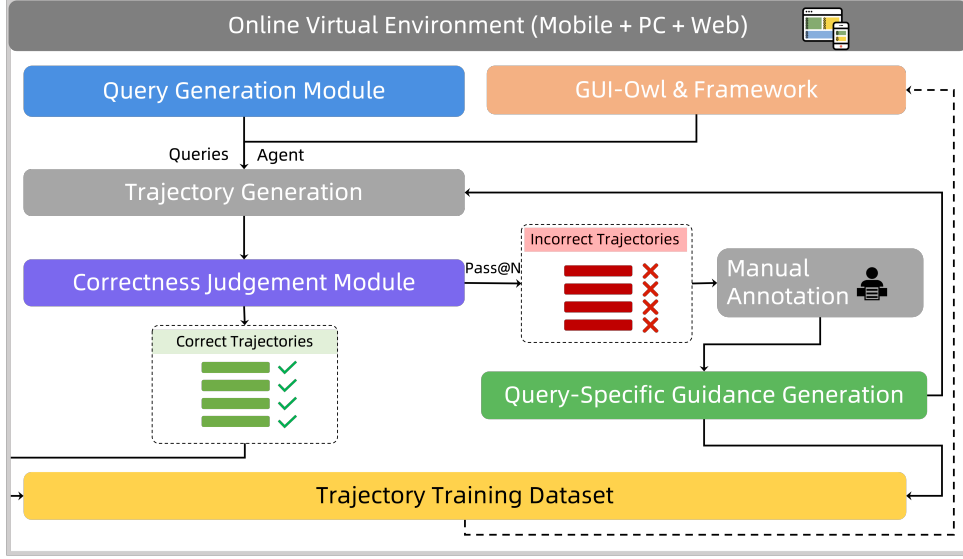 Online Virtual Environment (Mobile + PC + Web)
Query Generation Module
GUI-Owl & Framework
Queries
Agent
Trajectory Generation
Correctness Judgement Module
Pass@N
Incorrect Trajectories
Manual
Annotation
Correct Trajectories
Query-Specific Guidance Generation
Trajectory Training Dataset